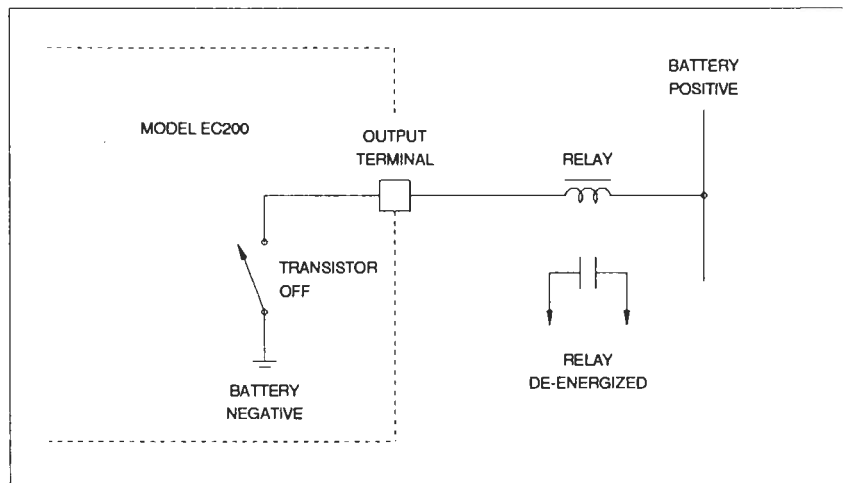 BATTERY
POSITIVE
MODEL EC200
OUTPUT
TERMINAL
RELAY
TRANSISTOR
OFF
RELAY
DE-ENERGIZED
BATTERY
NEGATIVE